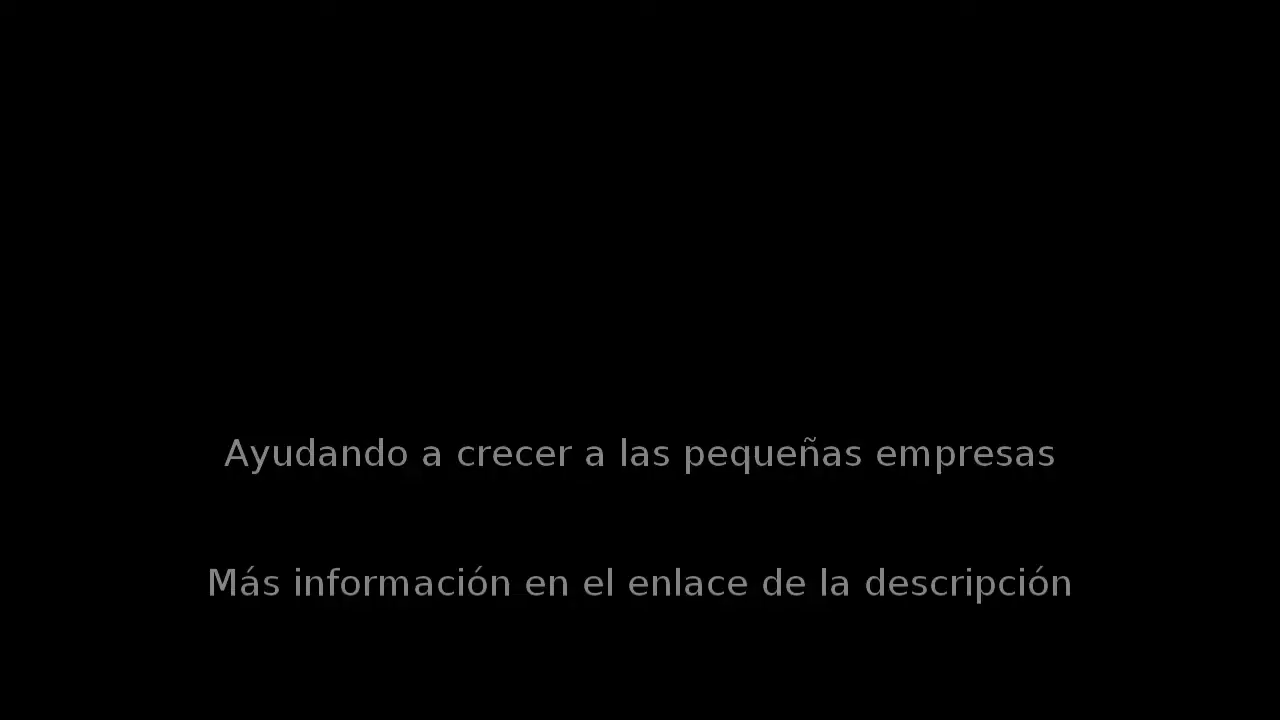 Ayudando a crecer a las pequeñas empresas
Más información en el enlace de la descripción